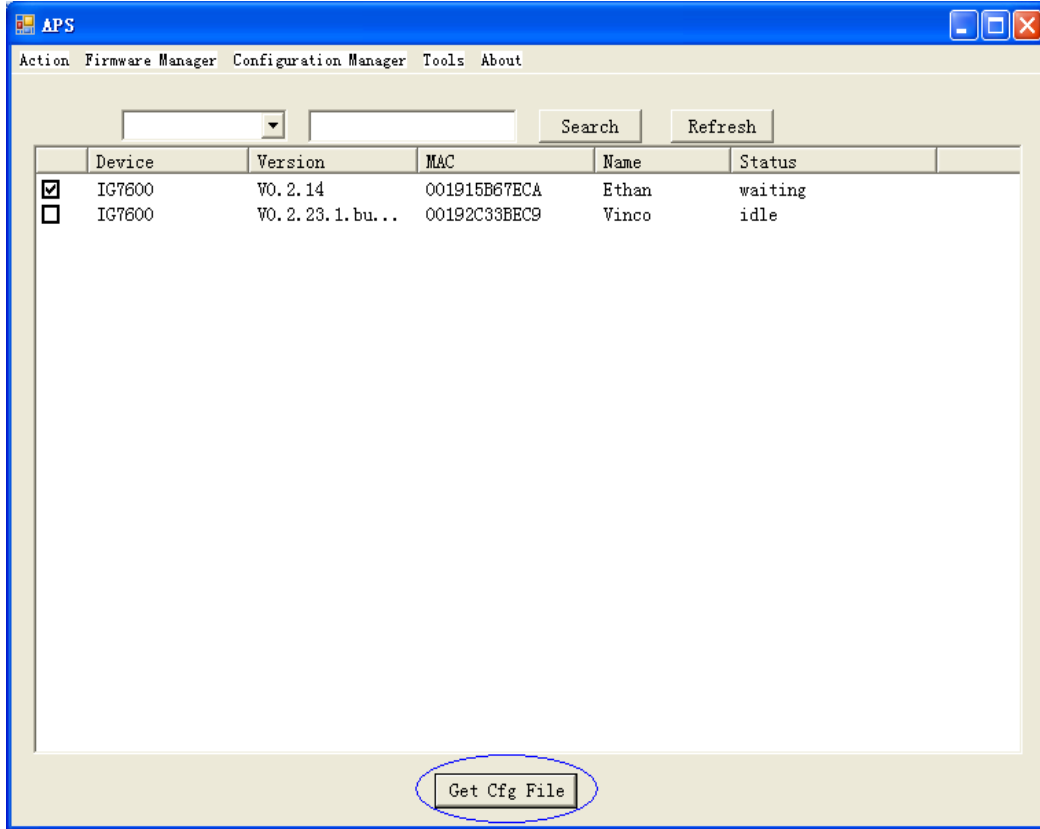 APS
Action Firmware Manager Configuration Manager Tools About
Search Refresh
Device Version MAC Name Status
IG7600 V0.2.14 001915B67ECA Ethan waiting
IG7600 V0.2.23.1.bu... 00192C33BEC9 Vinco idle
Get Cfg File